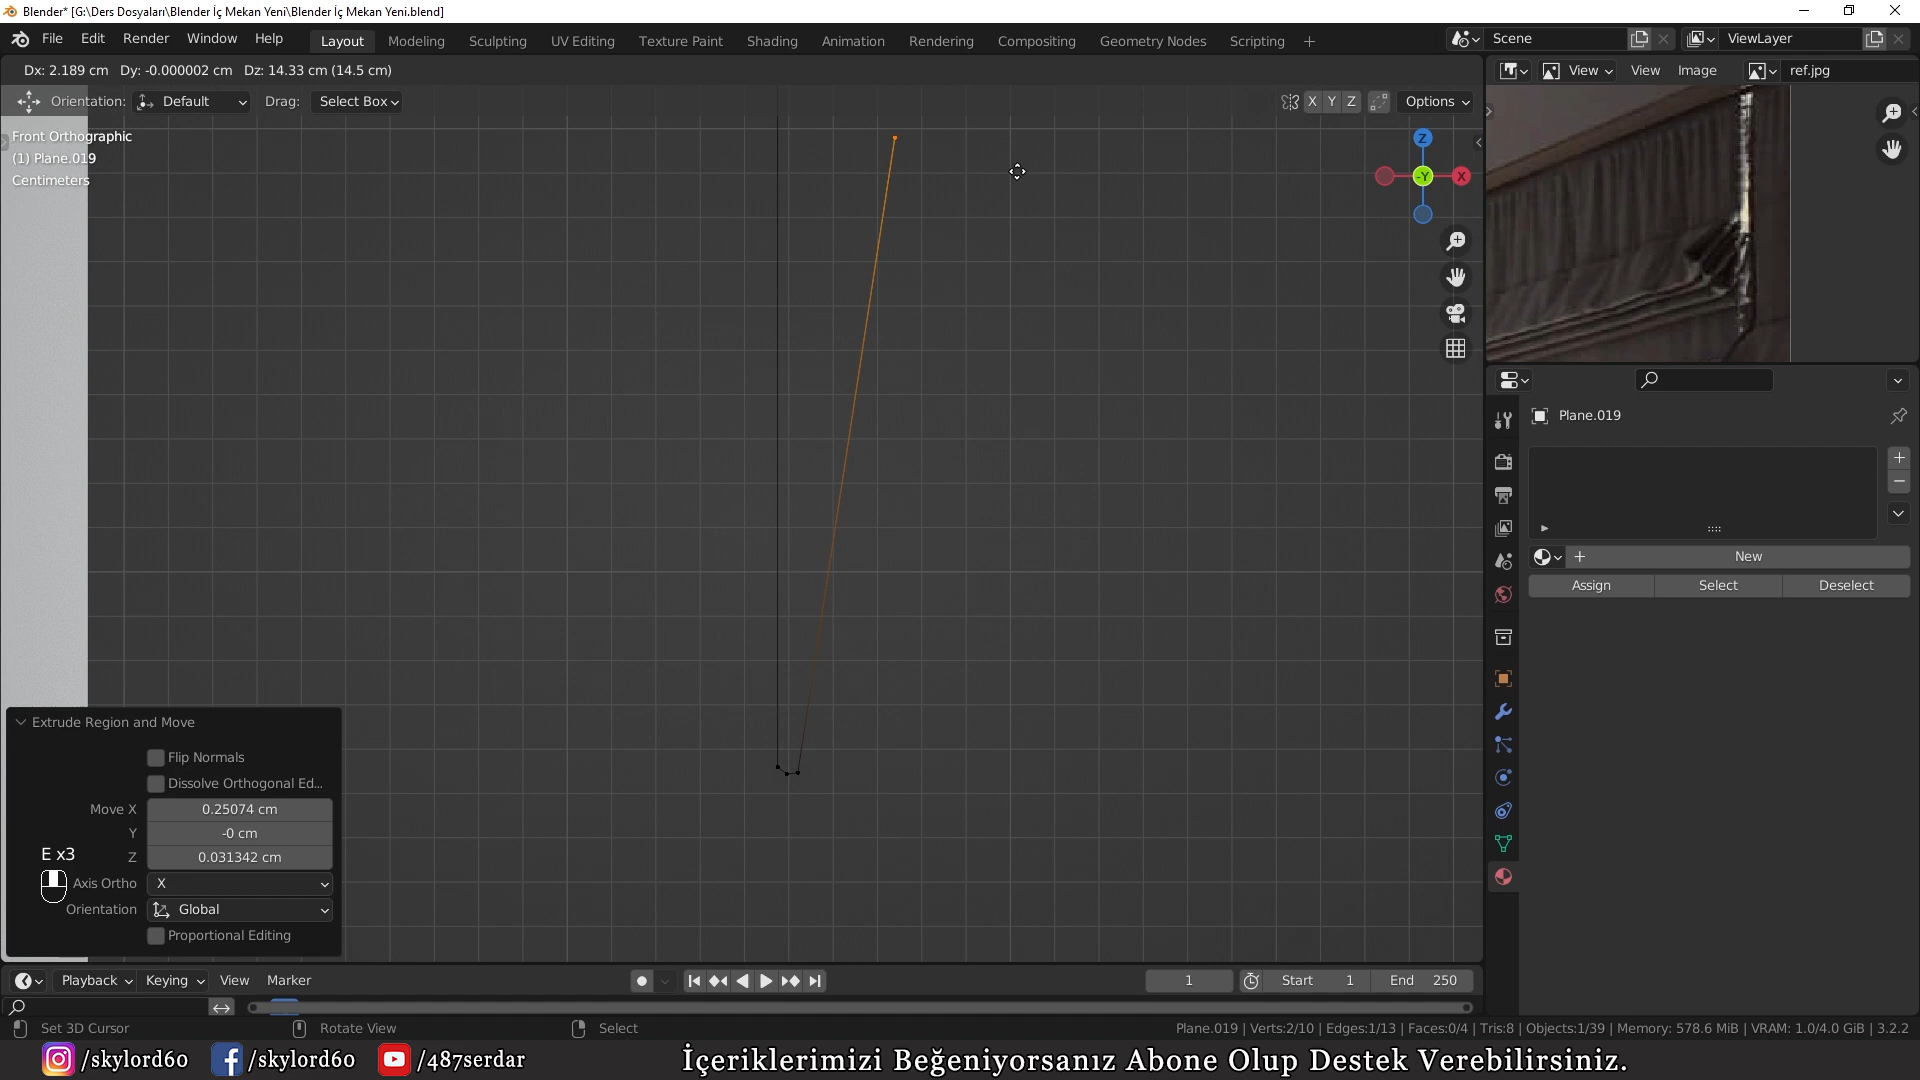 Blender* [G:\Ders Dosyaları\Blender İç Mekan Yeni\Blender İç Mekan Yeni.blend]
File Edit Render Window Help
Layout Modeling Sculpting UV Editing Texture Paint Shading Animation Rendering Compositing Geometry Nodes Scripting +
Scene
ViewLayer
Dx: 2.189 cm Dy: -0.000002 cm Dz: 14.33 cm (14.5 cm)
View View Image ref.jpg
Orientation: Default Drag: Select Box
X Y Z Options
Front Orthographic
(1) Plane.019
Centimeters
Z
-Y
X
Plane.019
New
Assign Select Deselect
Extrude Region and Move
Flip Normals
Dissolve Orthogonal Ed...
Move X 0.25074 cm
Y -0 cm
Z 0.031342 cm
E x3
Axis Ortho X
Orientation Global
Proportional Editing
Playback Keying View Marker
1 Start 1 End 250
Set 3D Cursor Rotate View Select
Plane.019 | Verts:2/10 | Edges:1/13 | Faces:0/4 | Tris:8 | Objects:1/39 | Memory: 578.6 MiB | VRAM: 1.0/4.0 GiB | 3.2.2
/skylord60 /skylord60 /487serdar İçeriklerimizi Beğeniyorsanız Abone Olup Destek Verebilirsiniz.